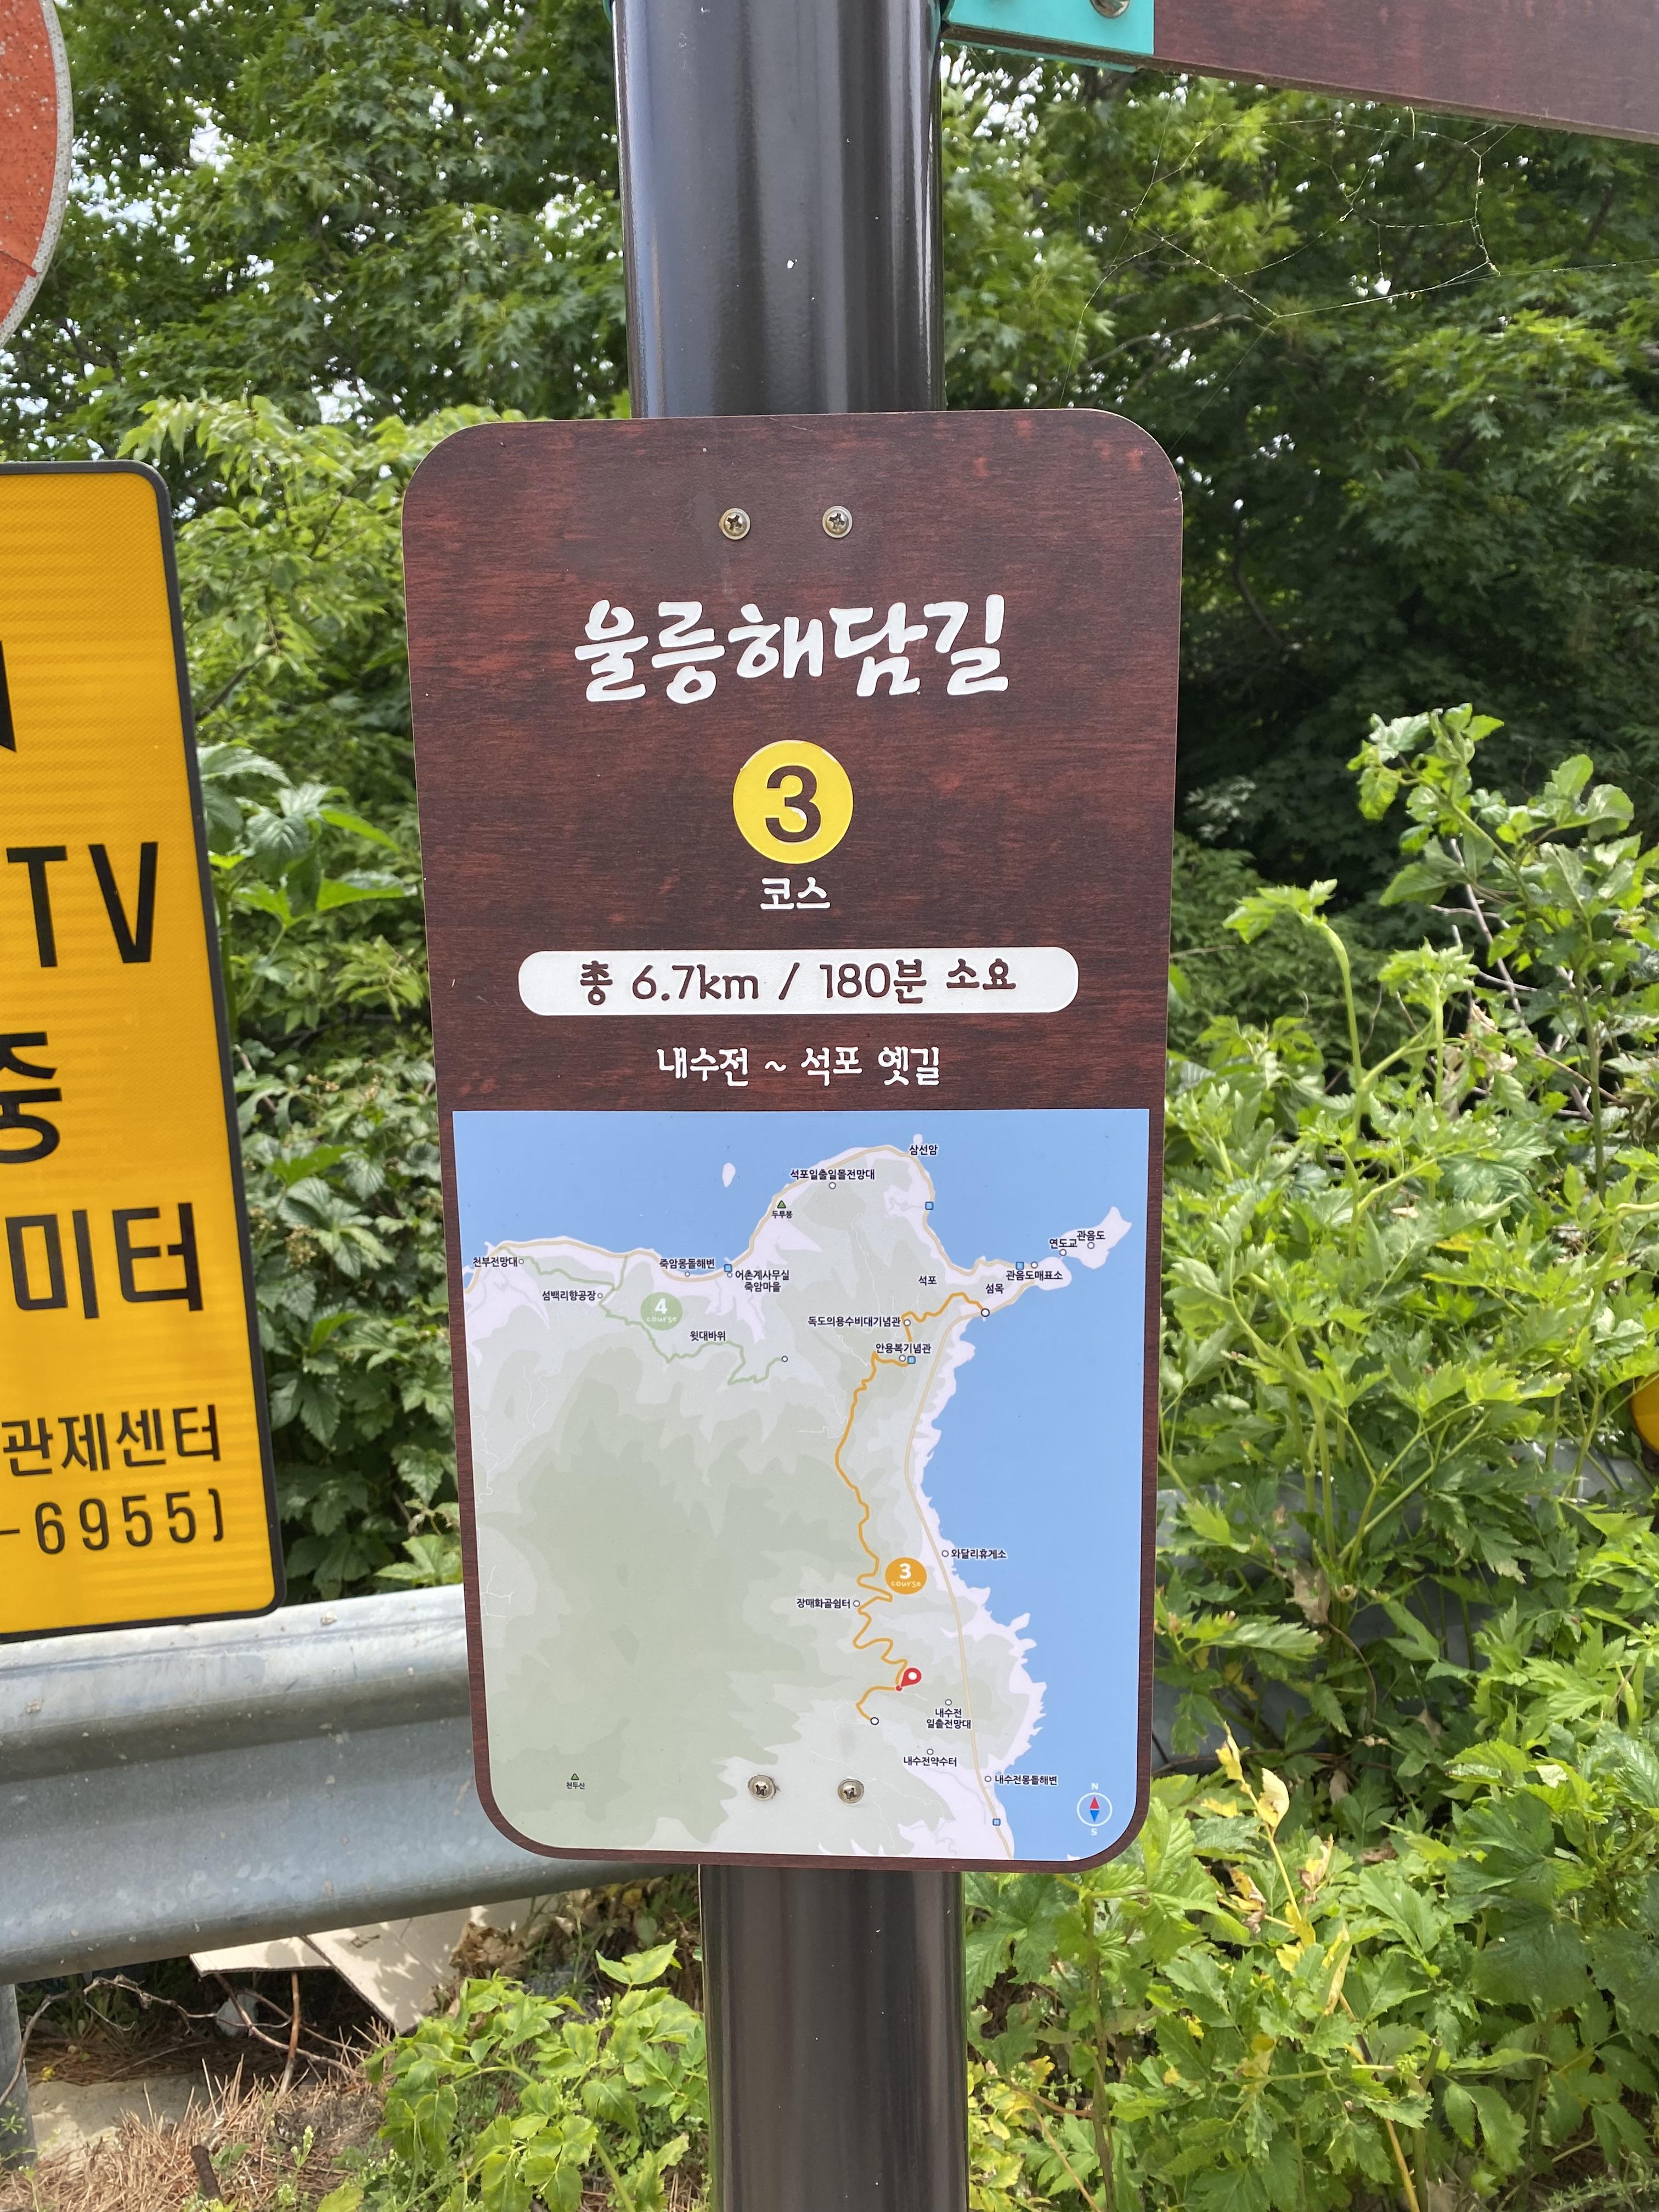 울릉해담길
3
코스
총 6.7km / 180분 소요
내수전 ~ 석포 옛길
삼선암
석포일출일몰전망대
두루봉
관음도
연도교
천부전망대
죽암몽돌해변
어촌계사무실
죽암마을
관음도매표소
석포
섬목
섬백리향공장
4
course
독도의용수비대기념관
윗대바위
안용복기념관
와달리휴게소
3
course
장매화골쉼터
내수전
일출전망대
내수전약수터
천두산
내수전몽돌해변
N
S
TV
중
미터
관제센터
-6955)